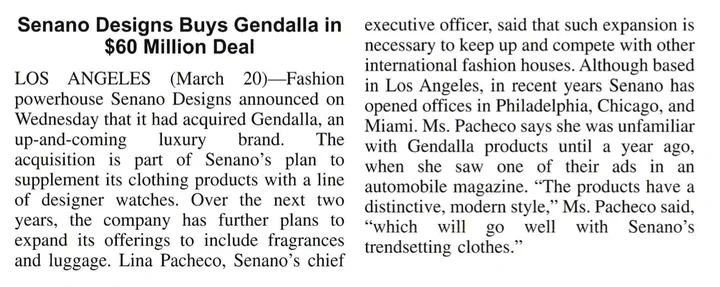 Senano Designs Buys Gendalla in
$60 Million Deal
LOS ANGELES (March 20)—Fashion
powerhouse Senano Designs announced on
Wednesday that it had acquired Gendalla, an
up-and-coming luxury brand. The
acquisition is part of Senano's plan to
supplement its clothing products with a line
of designer watches. Over the next two
years, the company has further plans to
expand its offerings to include fragrances
and luggage. Lina Pacheco, Senano's chief
executive officer, said that such expansion is
necessary to keep up and compete with other
international fashion houses. Although based
in Los Angeles, in recent years Senano has
opened offices in Philadelphia, Chicago, and
Miami. Ms. Pacheco says she was unfamiliar
with Gendalla products until a year ago,
when she saw one of their ads in an
automobile magazine. “The products have a
distinctive, modern style,” Ms. Pacheco said,
“which will go well with Senano's
trendsetting clothes.”